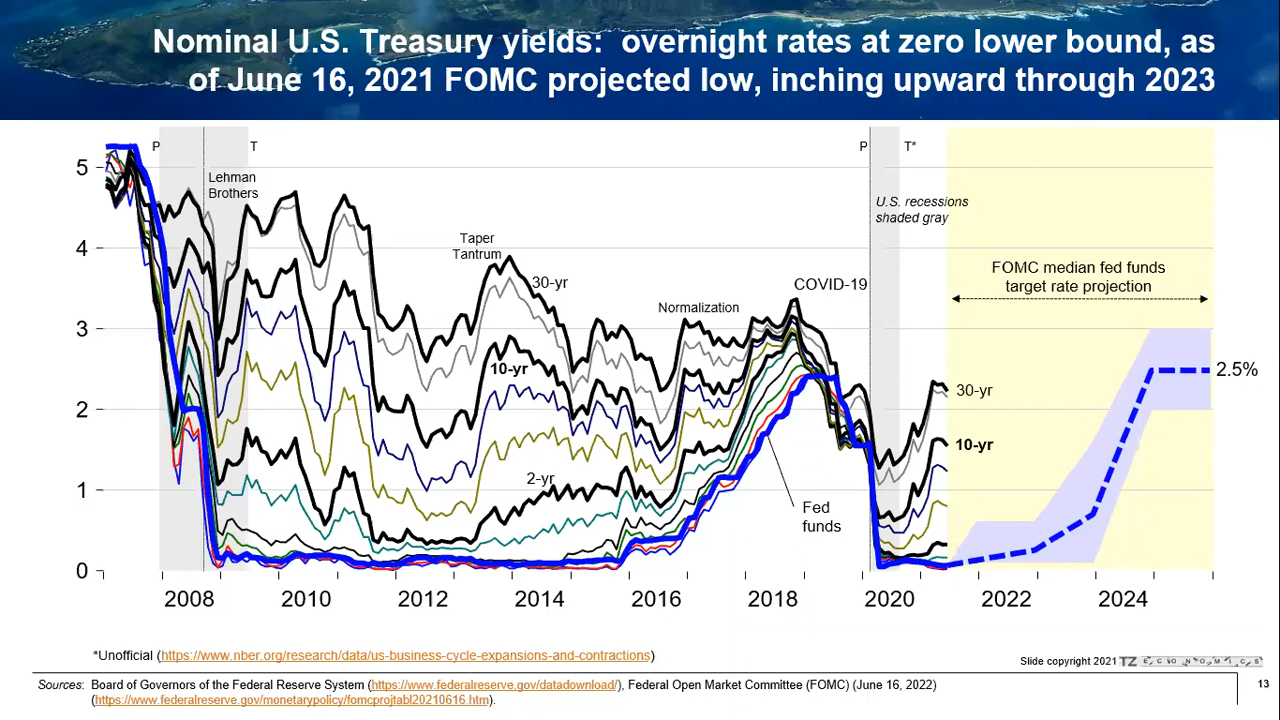 Nominal U.S. Treasury yields: overnight rates at zero lower bound, as
of June 16, 2021 FOMC projected low, inching upward through 2023
P
T
P
T*
Lehman
Brothers
U.S. recessions
shaded gray
Taper
Tantrum
30-yr
COVID-19
FOMC median fed funds
target rate projection
Normalization
10-yr
2.5%
30-yr
10-yr
2-yr
Fed
funds
5
4
3
2
1
0
2008
2010
2012
2014
2016
2018
2020
2022
2024
*Unofficial (https://www.nber.org/research/data/us-business-cycle-expansions-and-contractions)
Slide copyright 2021 TZ ECONOMICS
Sources: Board of Governors of the Federal Reserve System (https://www.federalreserve.gov/datadownload/), Federal Open Market Committee (FOMC) (June 16, 2022)
(https://www.federalreserve.gov/monetarypolicy/fomcprojtabl20210616.htm).
13